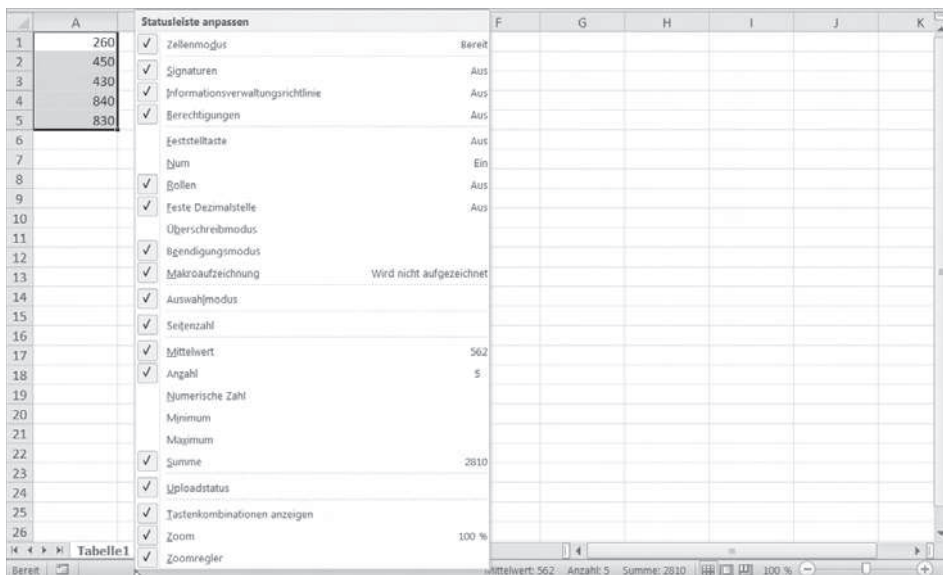 A F G H I J K
1 260
2 450
3 430
4 840
5 830
6
7
8
9
10
11
12
13
14
15
16
17
18
19
20
21
22
23
24
25
26
Statusleiste anpassen
Zellenmodus Bereit
Signaturen Aus
Informationsverwaltungsrichtlinie Aus
Berechtigungen Aus
Feststelltaste Aus
Num Ein
Rollen Aus
Feste Dezimalstelle Aus
Überschreibmodus
Beendigungsmodus
Makroaufzeichnung Wird nicht aufgezeichnet
Auswahlmodus
Seitenzahl
Mittelwert 562
Anzahl 5
Numerische Zahl
Minimum
Maximum
Summe 2810
Uploadstatus
Tastenkombinationen anzeigen
Zoom 100 %
Zoomregler
Tabelle1
Bereit Mittelwert: 562 Anzahl: 5 Summe: 2810 100 %